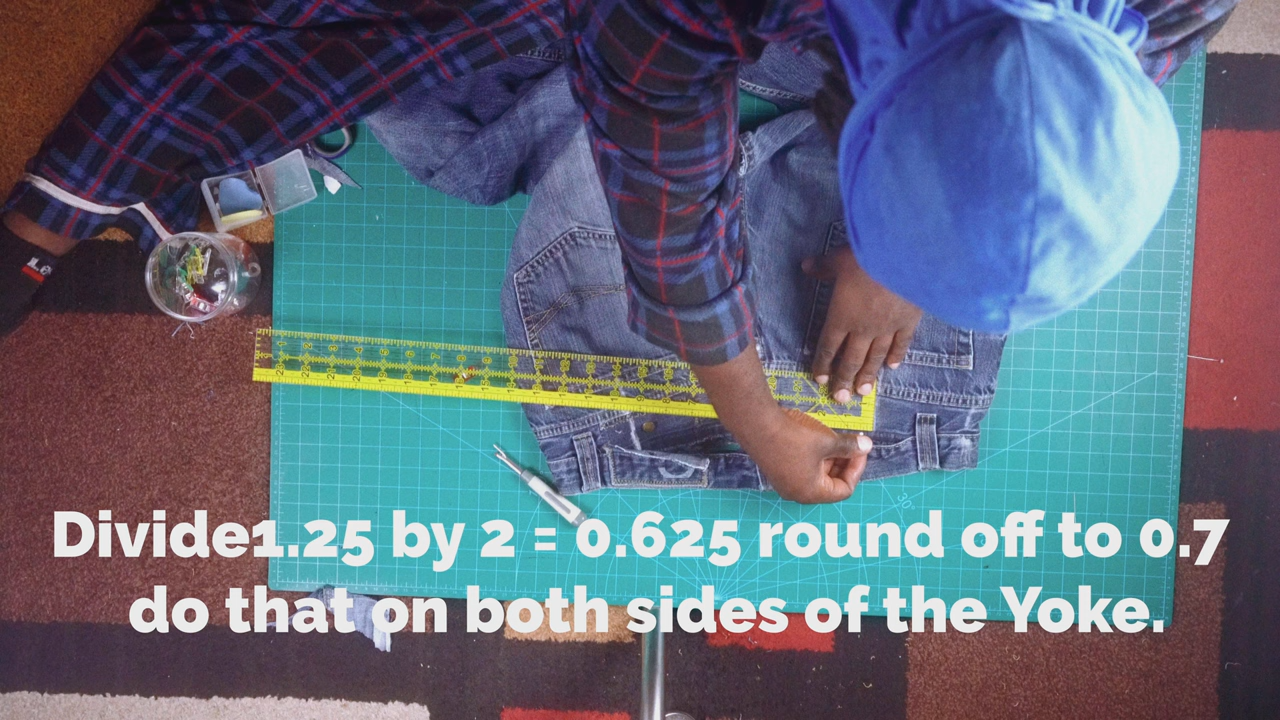 Divide1.25 by 2 = 0.625 round off to 0.7
do that on both sides of the Yoke.
30°